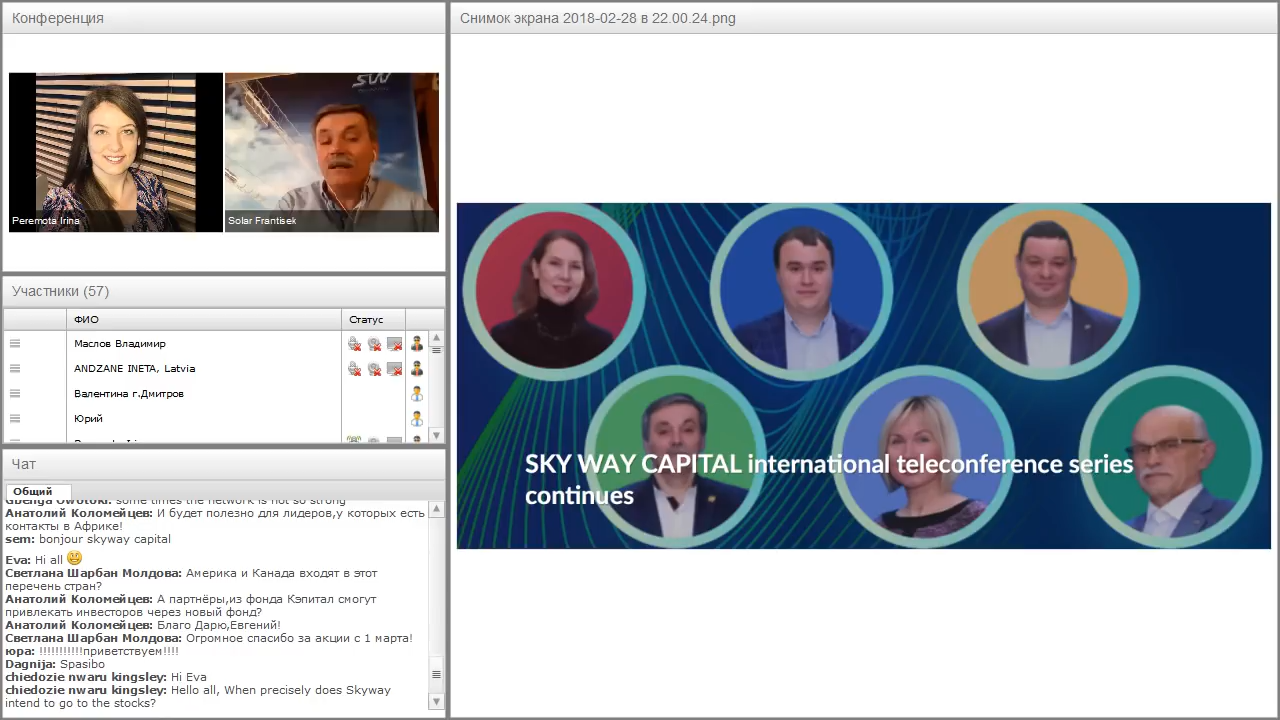 Конференция
SW
Peremota Irina
Solar Frantisek
Участники (57)
ФИО
Статус
Маслов Владимир
ANDZANE INETA, Latvia
Валентина г.Дмитров
Юрий
Чат
Общий
Gbenga Owotoki: some times the network is not so strong
Анатолий Коломейцев: И будет полезно для лидеров,у которых есть
контакты в Африке!
sem: bonjour skyway capital
Eva: Hi all
Светлана Шарбан Молдова: Америка и Канада входят в этот
перечень стран?
Анатолий Коломейцев: А партнёры,из фонда Кэпитал смогут
привлекать инвесторов через новый фонд?
Анатолий Коломейцев: Благо Дарю,Евгений!
Светлана Шарбан Молдова: Огромное спасибо за акции с 1 марта!
юра: !!!!!!!!!!!приветствуем!!!!
Dagnija: Spasibo
chiedozie nwaru kingsley: Hi Eva
chiedozie nwaru kingsley: Hello all, When precisely does Skyway
intend to go to the stocks?
Снимок экрана 2018-02-28 в 22.00.24.png
SKY WAY CAPITAL international teleconference series
continues